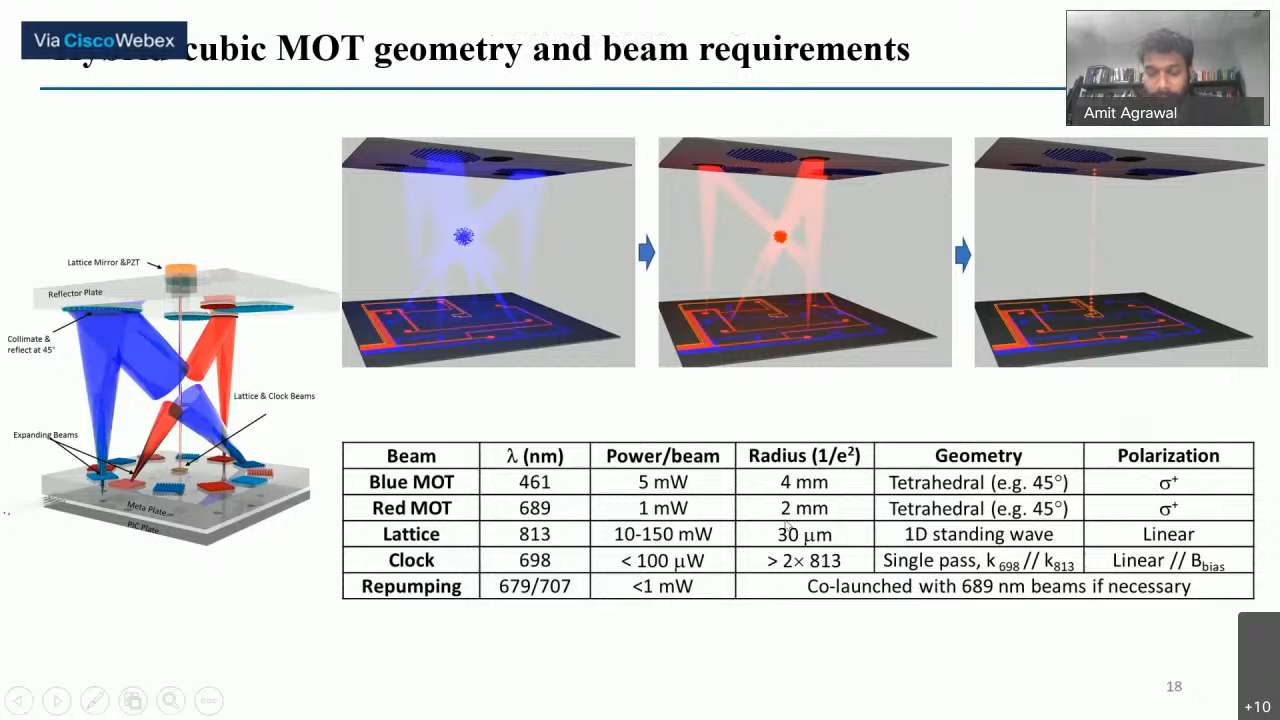 Via Cisco Webex
cubic MOT geometry and beam requirements
Amit Agrawal
Lattice Mirror &PZT
Reflector Plate
Collimate &
reflect at 45°
Lattice & Clock Beams
Expanding Beams
Meta Plate
PIC Plate
Beam λ (nm) Power/beam Radius (1/e²) Geometry Polarization
Blue MOT 461 5 mW 4 mm Tetrahedral (e.g. 45°) σ⁺
Red MOT 689 1 mW 2 mm Tetrahedral (e.g. 45°) σ⁺
Lattice 813 10-150 mW 30 μm 1D standing wave Linear
Clock 698 < 100 μW > 2× 813 Single pass, k₆₉₈ // k₈₁₃ Linear // B_bias
Repumping 679/707 <1 mW Co-launched with 689 nm beams if necessary
18
+10